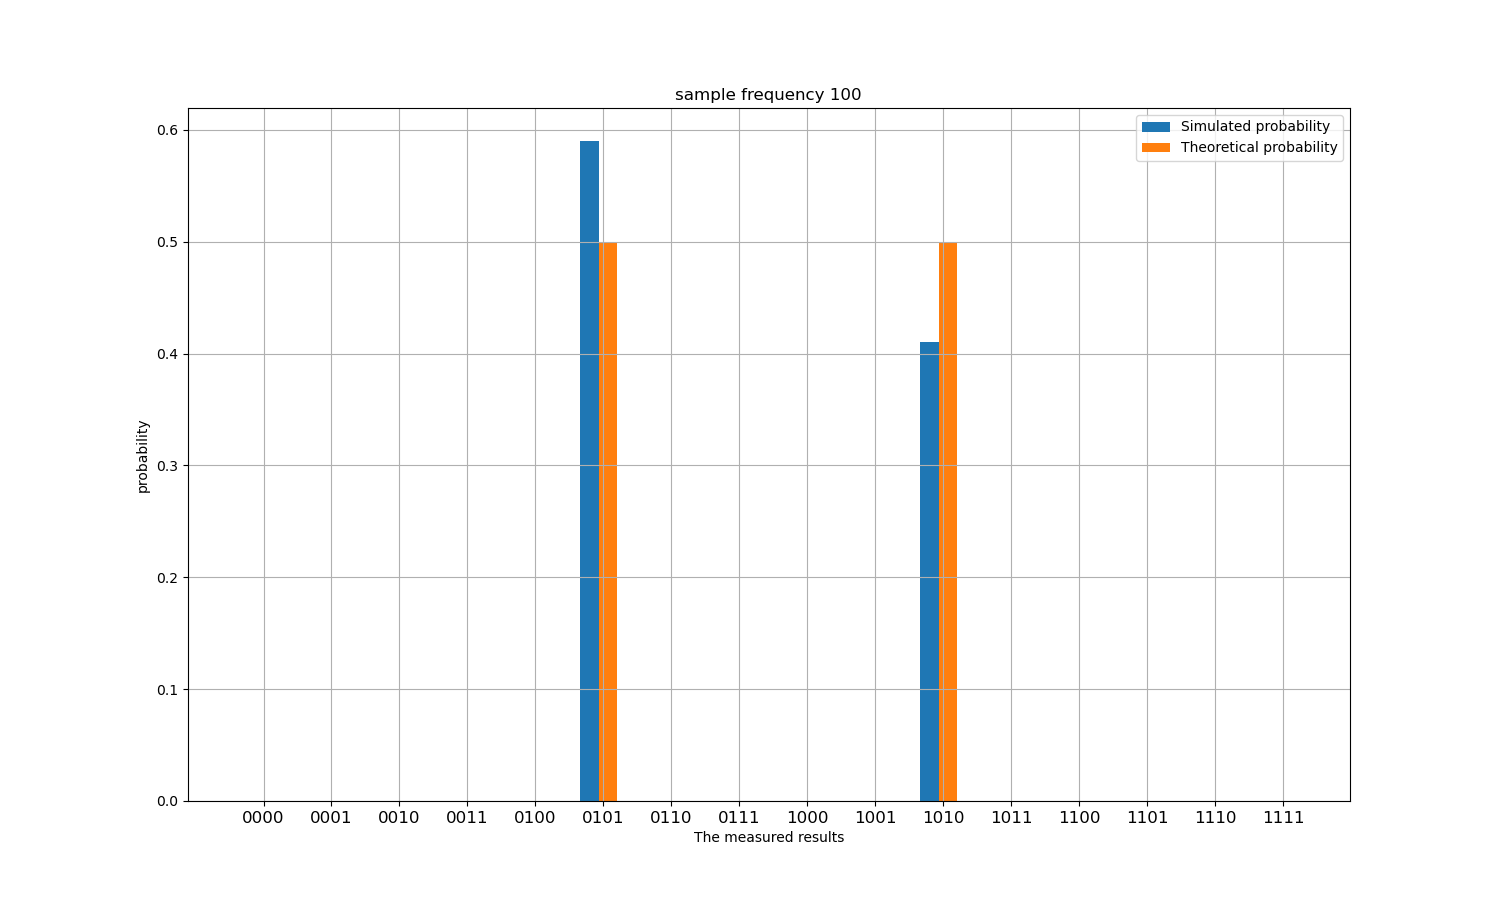 sample frequency 100
Simulated probability
Theoretical probability
0.6
0.5
0.4
0.3
0.2
0.1
0.0
probability
0000 0001 0010 0011 0100 0101 0110 0111 1000 1001 1010 1011 1100 1101 1110 1111
The measured results